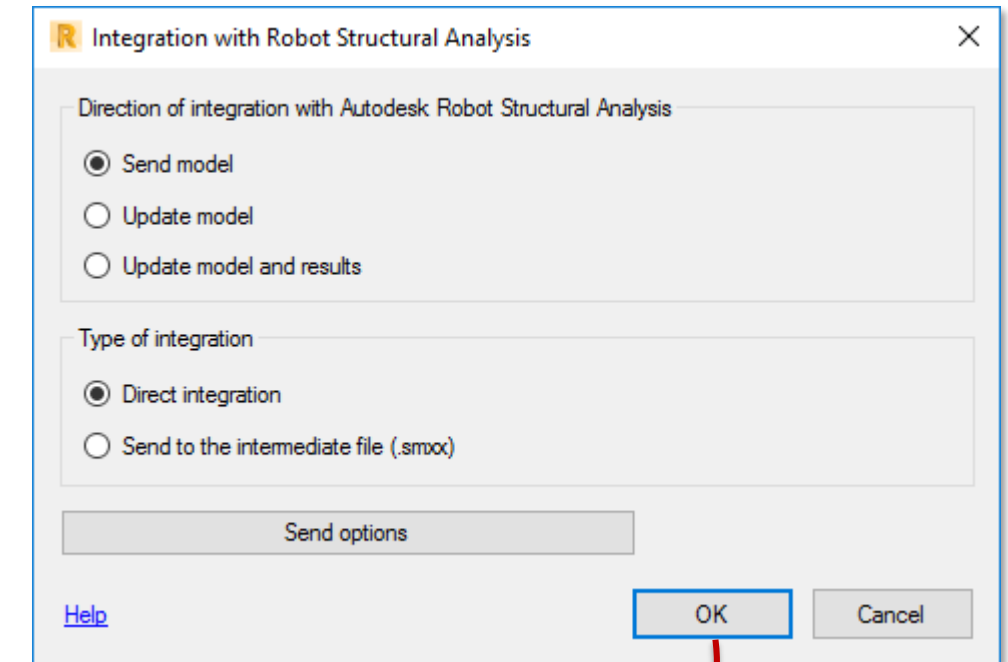 R Integration with Robot Structural Analysis
Direction of integration with Autodesk Robot Structural Analysis
Send model
Update model
Update model and results
Type of integration
Direct integration
Send to the intermediate file (.smxx)
Send options
Help OK Cancel